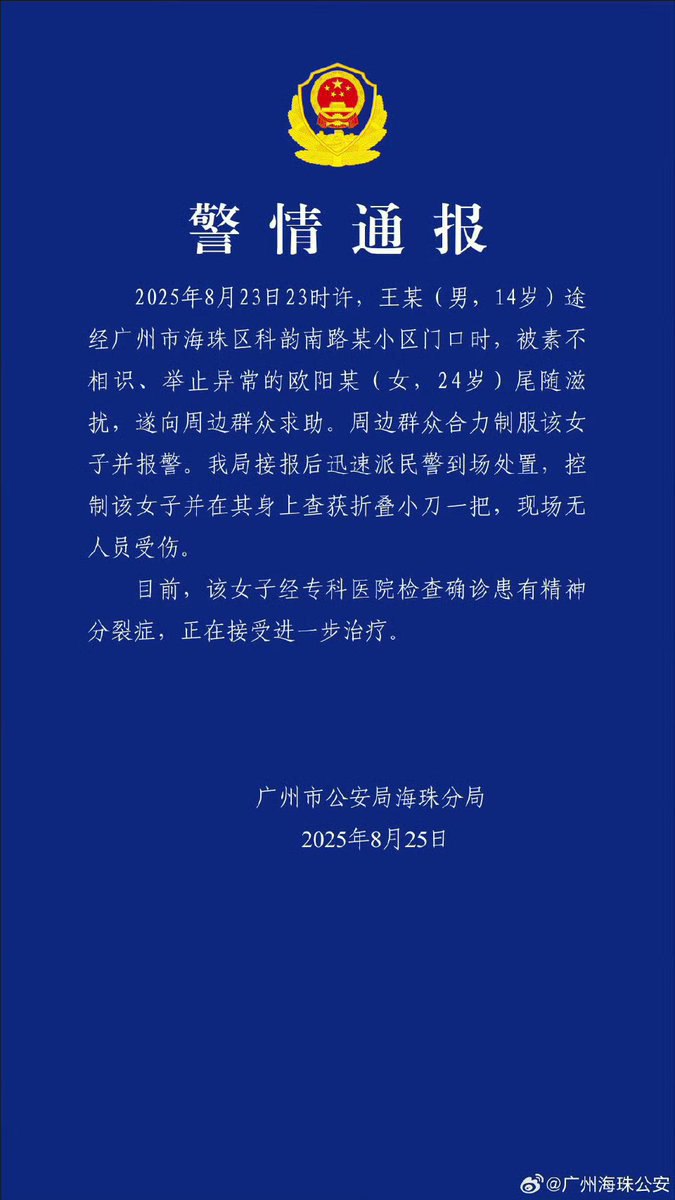 警情通报
2025年8月23日23时许，王某（男，14岁）途
经广州市海珠区科韵南路某小区门口时，被素不
相识、举止异常的欧阳某（女，24岁）尾随滋
扰，遂向周边群众求助。周边群众合力制服该女
子并报警。我局接报后迅速派民警到场处置，控
制该女子并在其身上查获折叠小刀一把，现场无
人员受伤。
目前，该女子经专科医院检查确诊患有精神
分裂症，正在接受进一步治疗。
广州市公安局海珠分局
2025年8月25日
@广州海珠公安